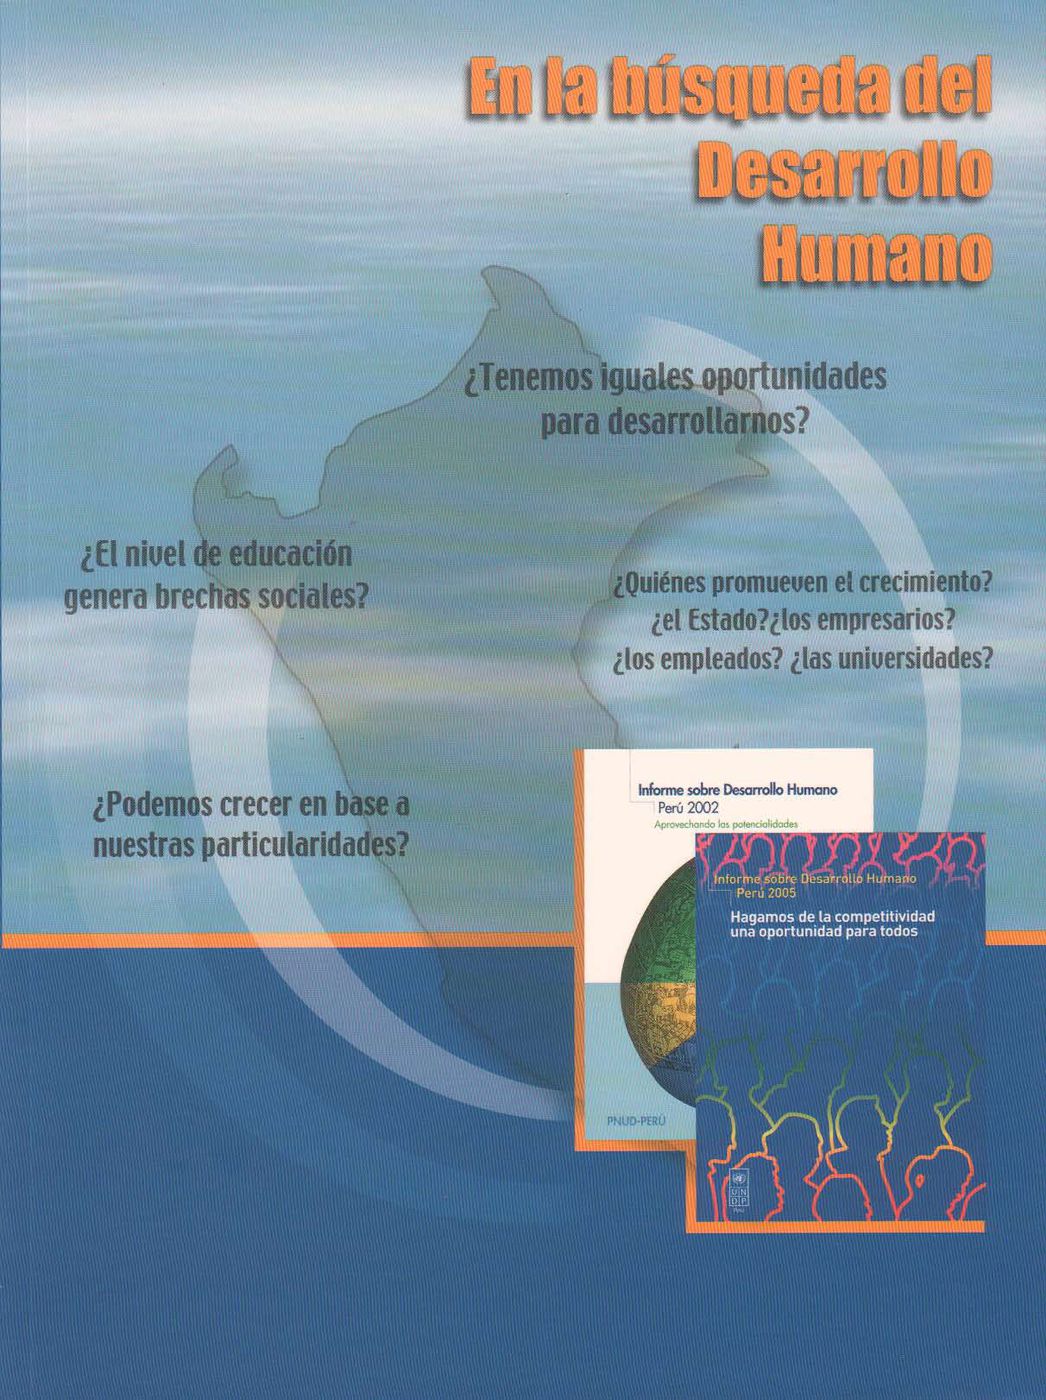 En la búsqueda del
Desarrollo
Humano
¿Tenemos iguales oportunidades
para desarrollarnos?
¿El nivel de educación
genera brechas sociales?
¿Quiénes promueven el crecimiento?
¿el Estado?¿los empresarios?
¿los empleados? ¿las universidades?
¿Podemos crecer en base a
nuestras particularidades?
Informe sobre Desarrollo Humano
Perú 2002
Aprovechando las potencialidades
PNUD-PERÚ
Informe sobre Desarrollo Humano
Perú 2005
Hagamos de la competitividad
una oportunidad para todos
UN
DP
Perú